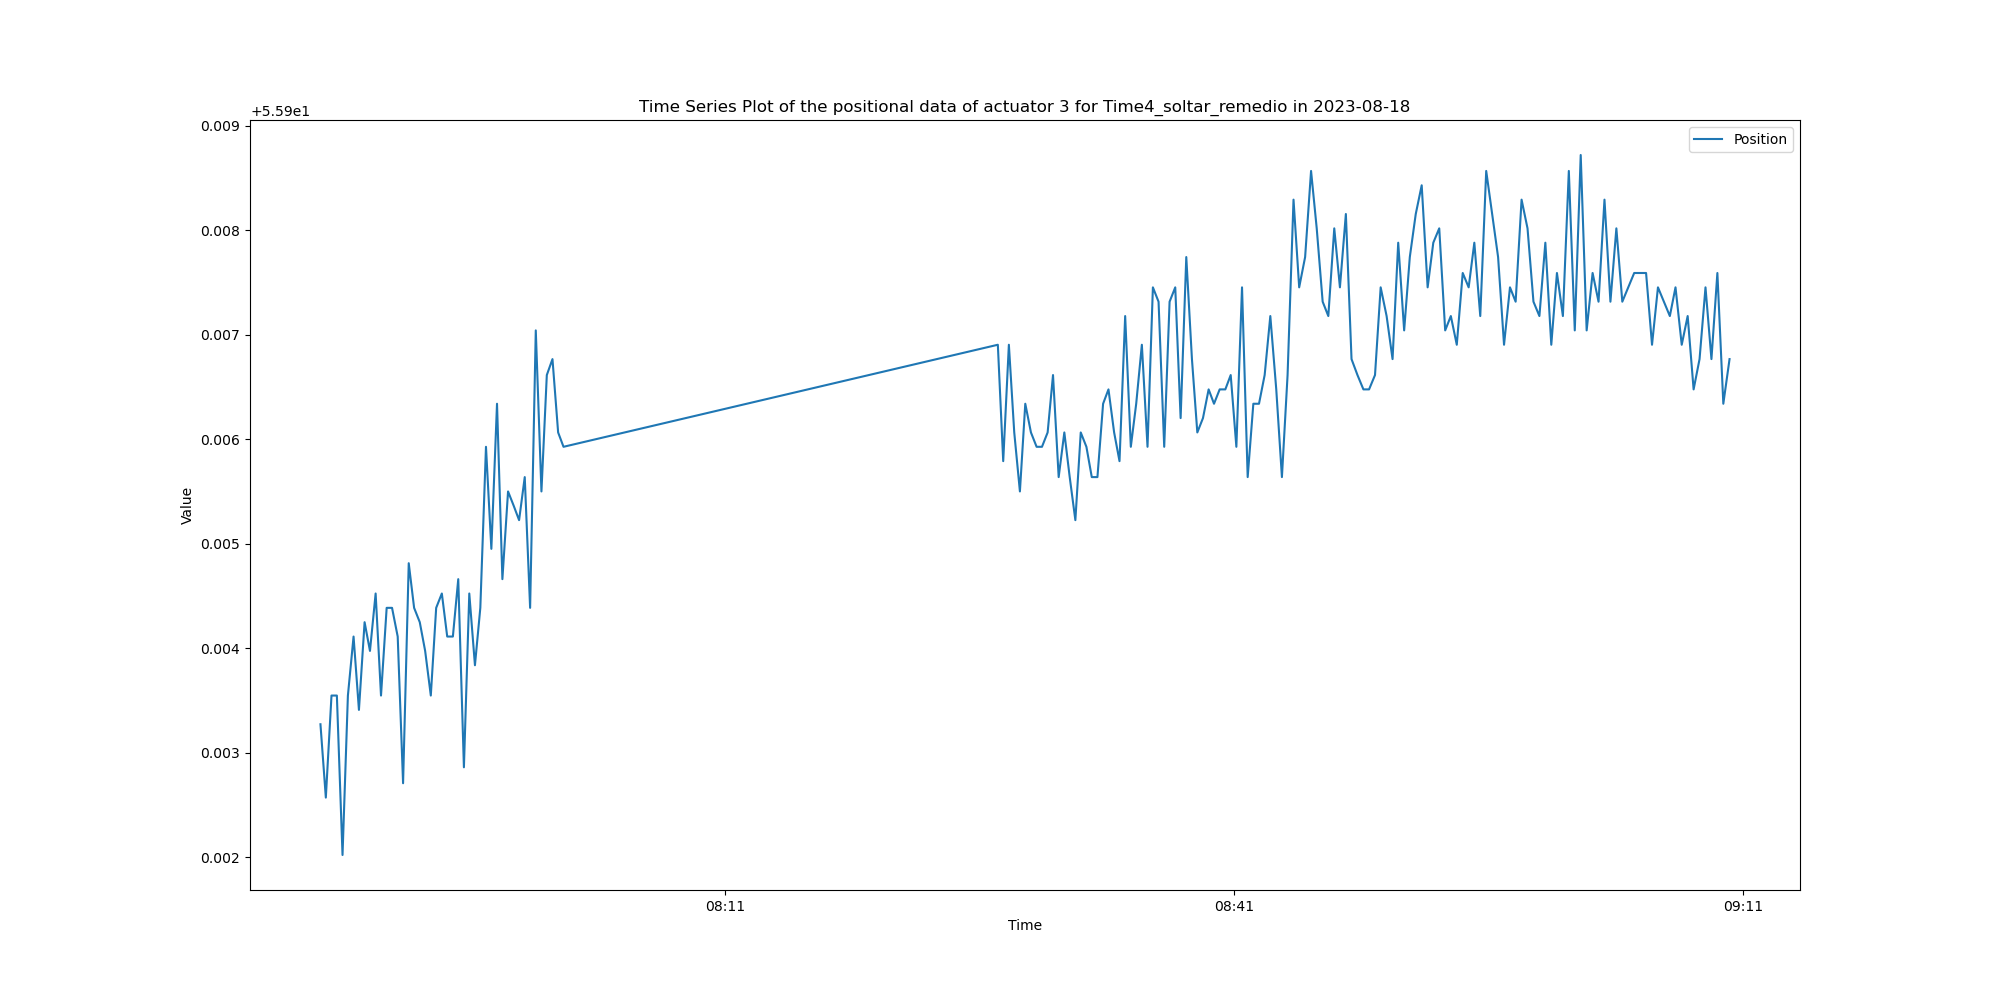 Time Series Plot of the positional data of actuator 3 for Time4_soltar_remedio in 2023-08-18
+5.59e1
Position
0.009
0.008
0.007
0.006
0.005
0.004
0.003
0.002
Value
08:11
08:41
09:11
Time